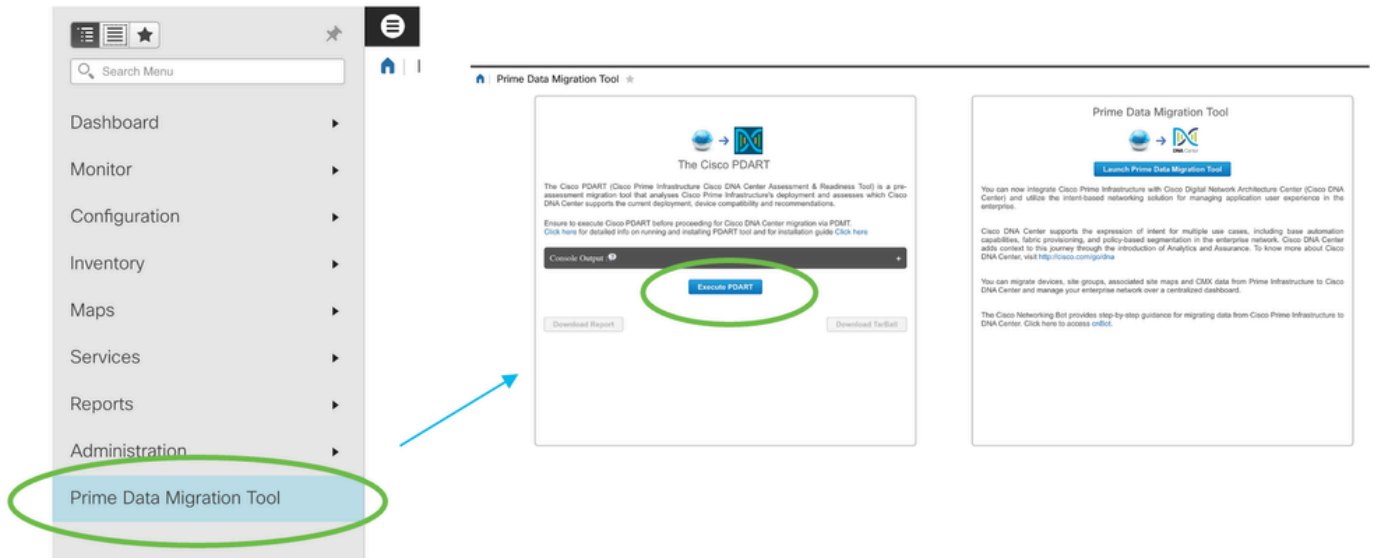 Search Menu
Dashboard
Monitor
Configuration
Inventory
Maps
Services
Reports
Administration
Prime Data Migration Tool
Prime Data Migration Tool
The Cisco PDART
The Cisco PDART (Cisco Prime Infrastructure Cisco DNA Center Assessment & Readiness Tool) is a pre-
assessment migration tool that analyses Cisco Prime Infrastructure's deployment and assesses which Cisco
DNA Center supports the current deployment, device compatibility and recommendations.
Ensure to execute Cisco PDART before proceeding for Cisco DNA Center migration via PDMT.
Click here for detailed info on running and installing PDART tool and for installation guide Click here
Console Output :
Execute PDART
Download Report
Download TarBall
Prime Data Migration Tool
DNA Center
Launch Prime Data Migration Tool
You can now integrate Cisco Prime Infrastructure with Cisco Digital Network Architecture Center (Cisco DNA
Center) and utilize the intent-based networking solution for managing application user experience in the
enterprise.
Cisco DNA Center supports the expression of intent for multiple use cases, including base automation
capabilities, fabric provisioning, and policy-based segmentation in the enterprise network. Cisco DNA Center
adds context to this journey through the introduction of Analytics and Assurance. To know more about Cisco
DNA Center, visit http://cisco.com/go/dna
You can migrate devices, site groups, associated site maps and CMX data from Prime Infrastructure to Cisco
DNA Center and manage your enterprise network over a centralized dashboard.
The Cisco Networking Bot provides step-by-step guidance for migrating data from Cisco Prime Infrastructure to
DNA Center. Click here to access cnBot.